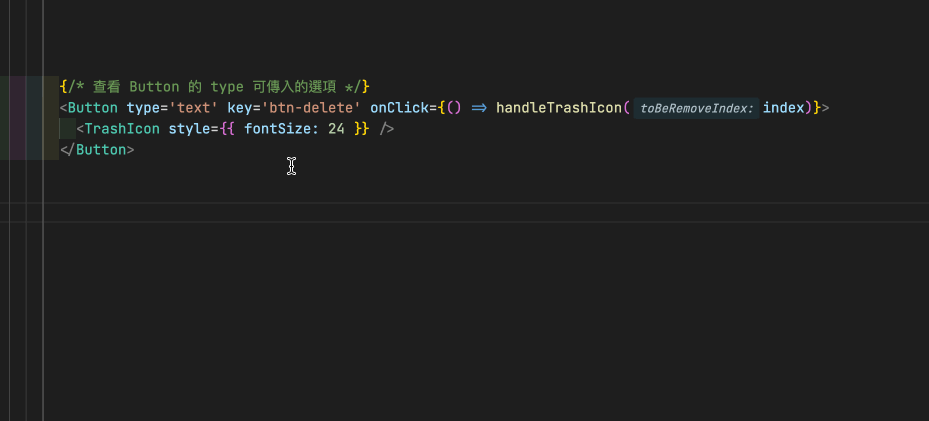 {/* 查看 Button 的 type 可傳入的選項 */}
<Button type='text' key='btn-delete' onClick={() => handleTrashIcon( toBeRemoveIndex: index)}>
<TrashIcon style={{ fontSize: 24 }} />
</Button>